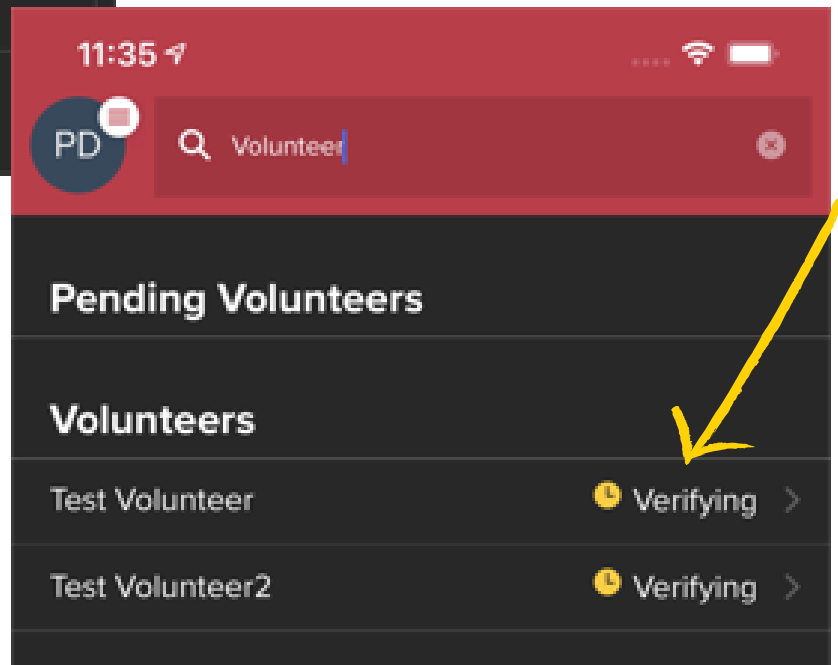 11:35
PD
Volunteer
Pending Volunteers
Volunteers
Test Volunteer Verifying
Test Volunteer2 Verifying